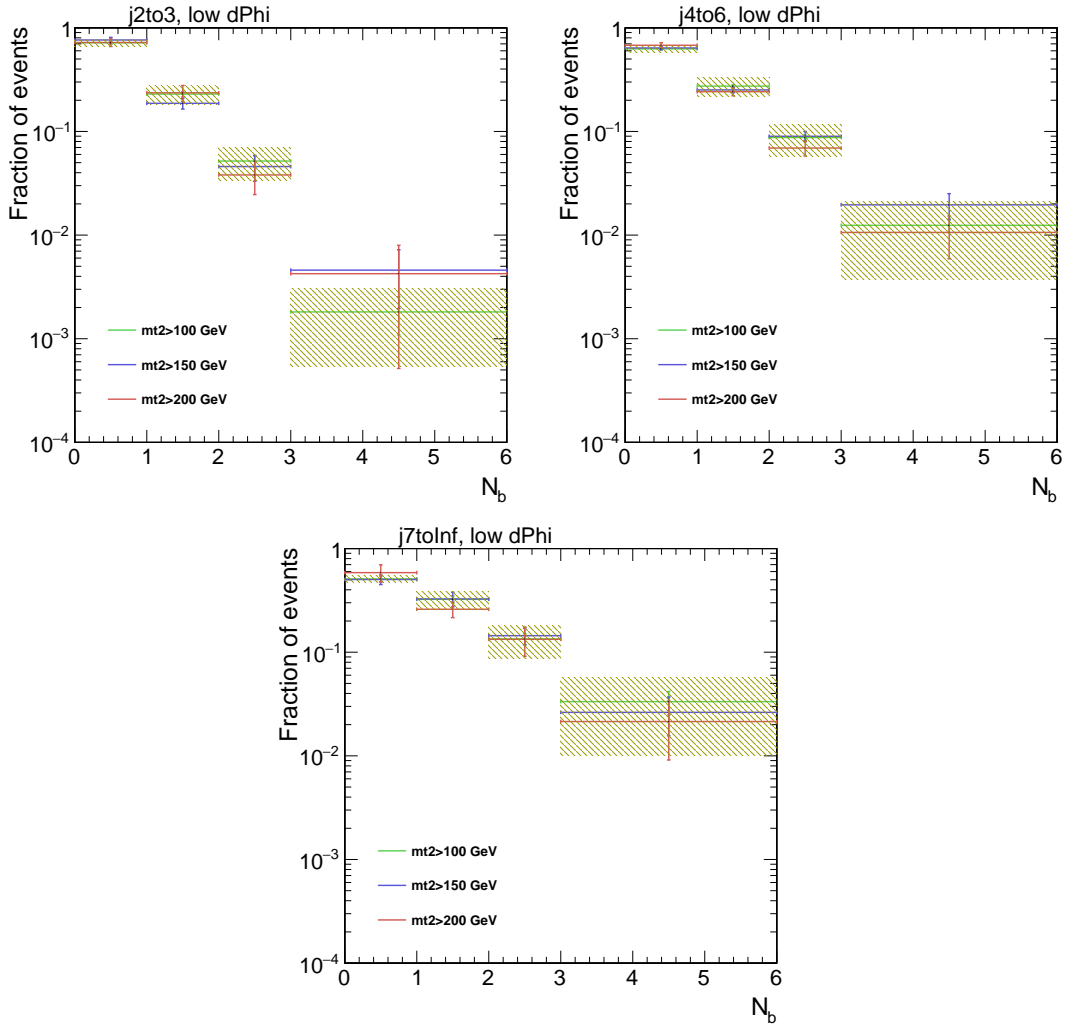 j2to3, low dPhi
Fraction of events
1
10⁻¹
10⁻²
10⁻³
10⁻⁴
mt2>100 GeV
mt2>150 GeV
mt2>200 GeV
0 1 2 3 4 5 6
N_b
j4to6, low dPhi
Fraction of events
1
10⁻¹
10⁻²
10⁻³
10⁻⁴
mt2>100 GeV
mt2>150 GeV
mt2>200 GeV
0 1 2 3 4 5 6
N_b
j7toInf, low dPhi
Fraction of events
1
10⁻¹
10⁻²
10⁻³
10⁻⁴
mt2>100 GeV
mt2>150 GeV
mt2>200 GeV
0 1 2 3 4 5 6
N_b